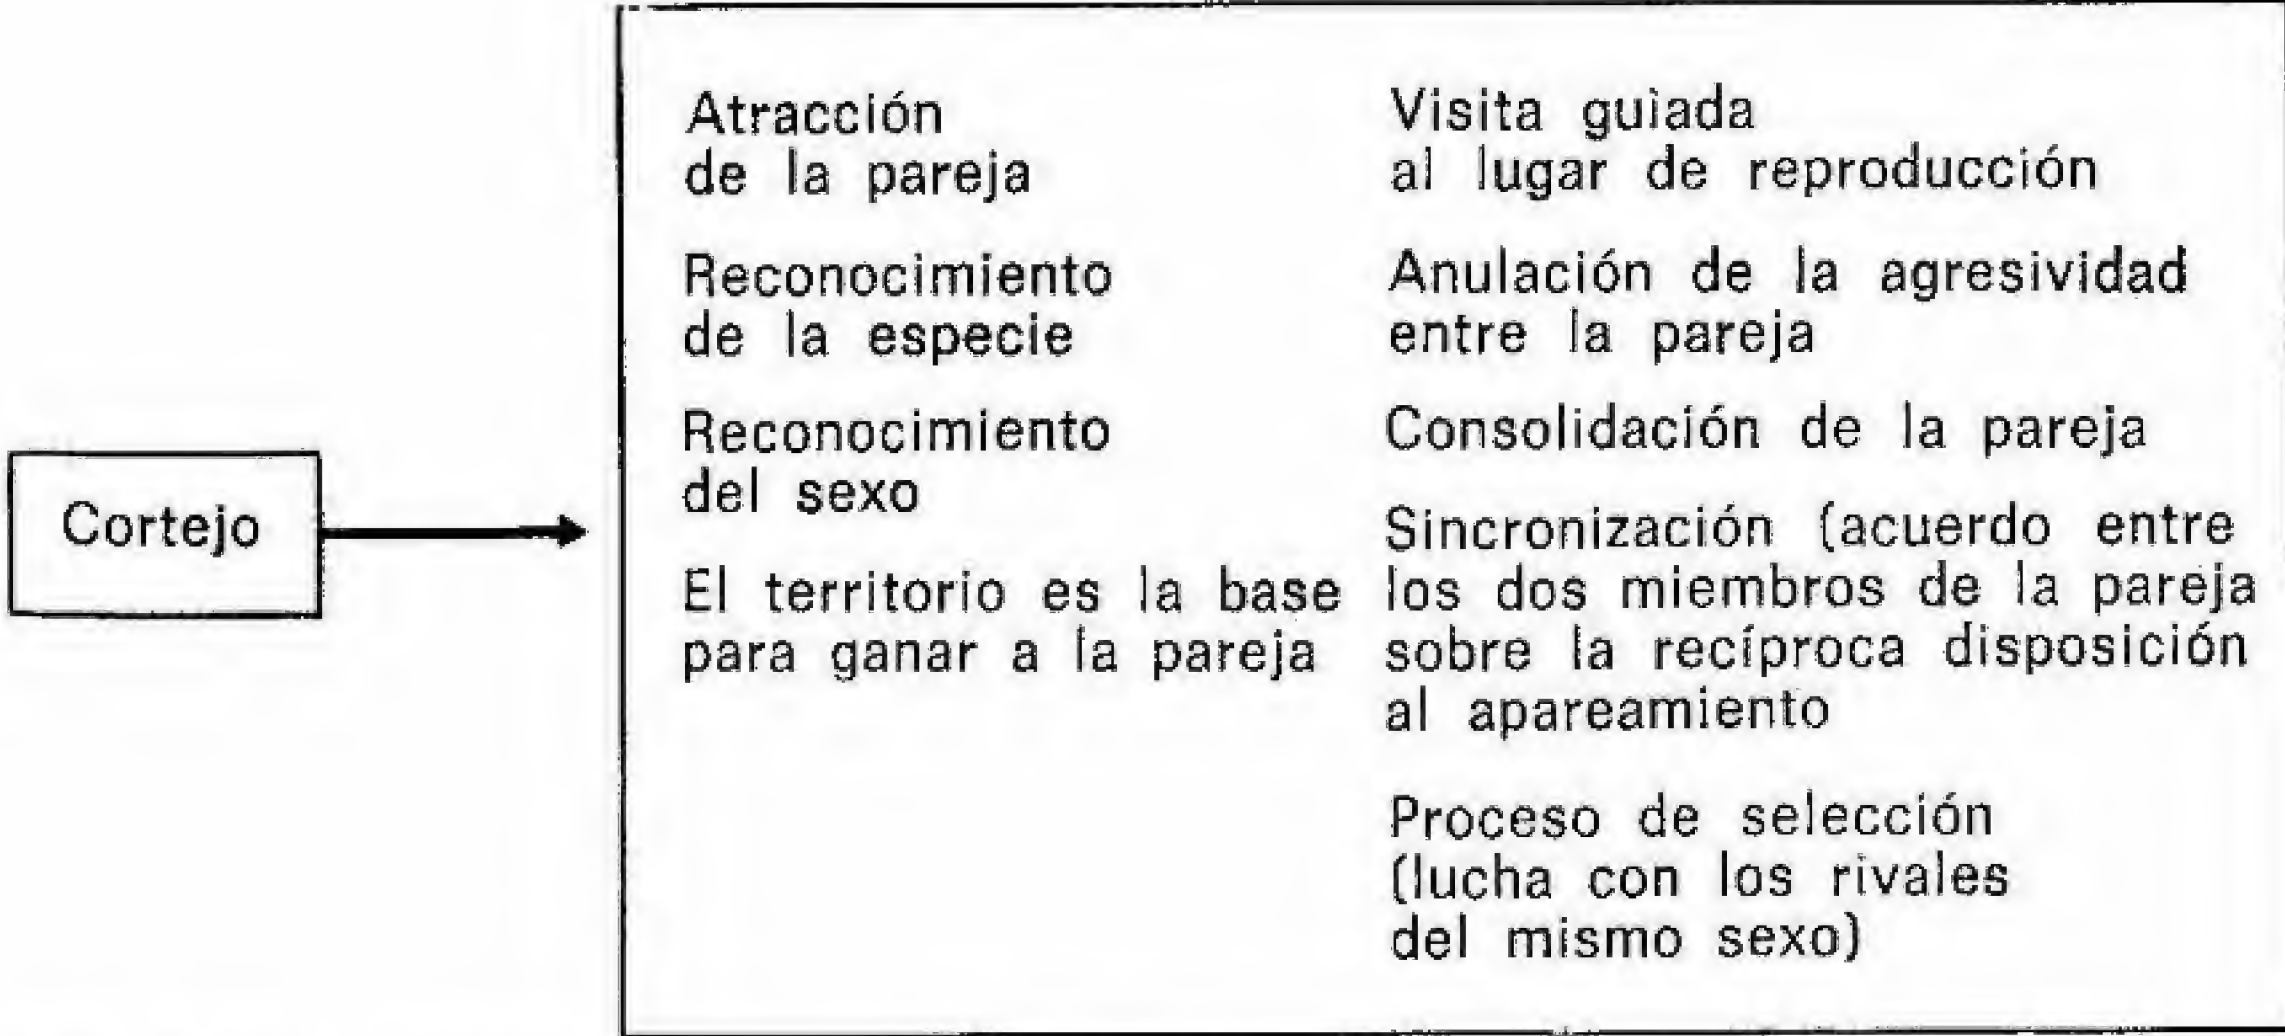 Cortejo
Atracción
de la pareja
Reconocimiento
de la especie
Reconocimiento
del sexo
El territorio es la base
para ganar a la pareja
Visita guiada
al lugar de reproducción
Anulación de la agresividad
entre la pareja
Consolidación de la pareja
Sincronización (acuerdo entre
los dos miembros de la pareja
sobre la recíproca disposición
al apareamiento
Proceso de selección
(lucha con los rivales
del mismo sexo)